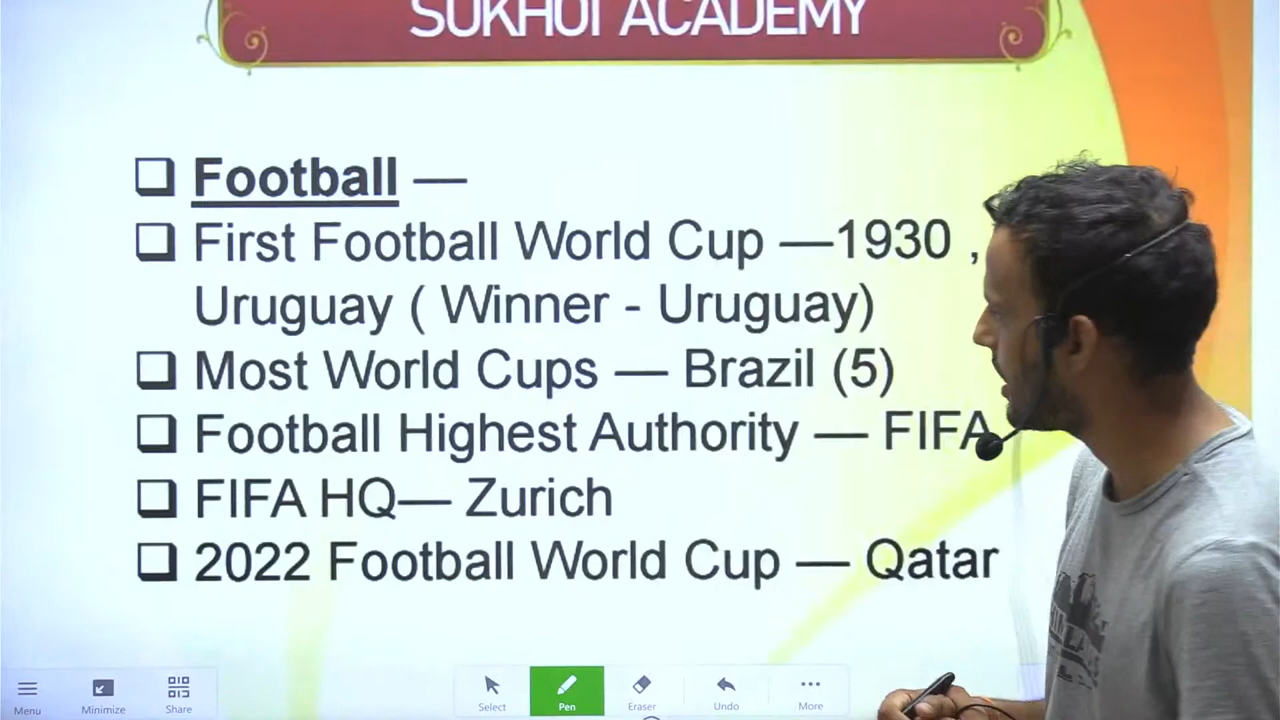 SUKHOI ACADEMY
Football —
First Football World Cup —1930 ,
Uruguay ( Winner - Uruguay)
Most World Cups — Brazil (5)
Football Highest Authority — FIFA
FIFA HQ— Zurich
2022 Football World Cup — Qatar
Menu Minimize Share Select Pen Eraser Undo More